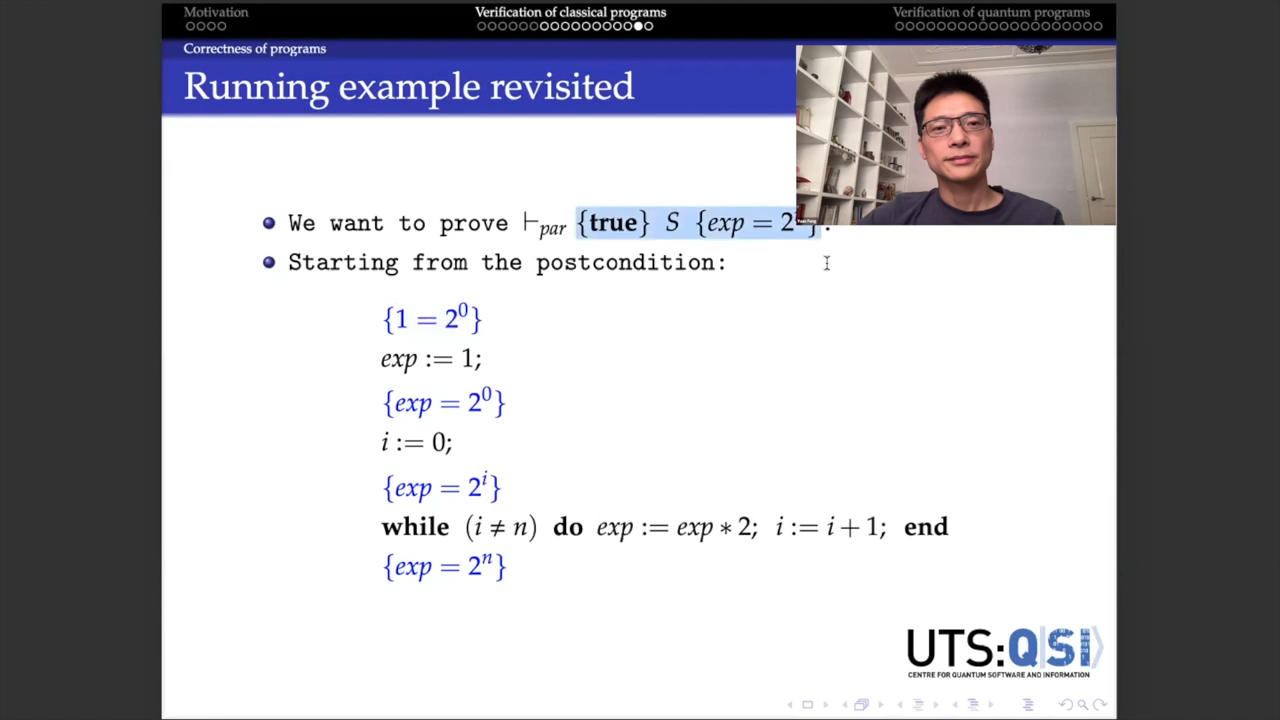 Motivation
Verification of classical programs
Verification of quantum programs
Correctness of programs
Running example revisited
We want to prove ⊢par {true} S {exp = 2 }.
Starting from the postcondition:
{1 = 2⁰}
exp := 1;
{exp = 2⁰}
i := 0;
{exp = 2ⁱ}
while (i ≠ n) do exp := exp * 2; i := i + 1; end
{exp = 2ⁿ}
UTS:Q|SI⟩
CENTRE FOR QUANTUM SOFTWARE AND INFORMATION